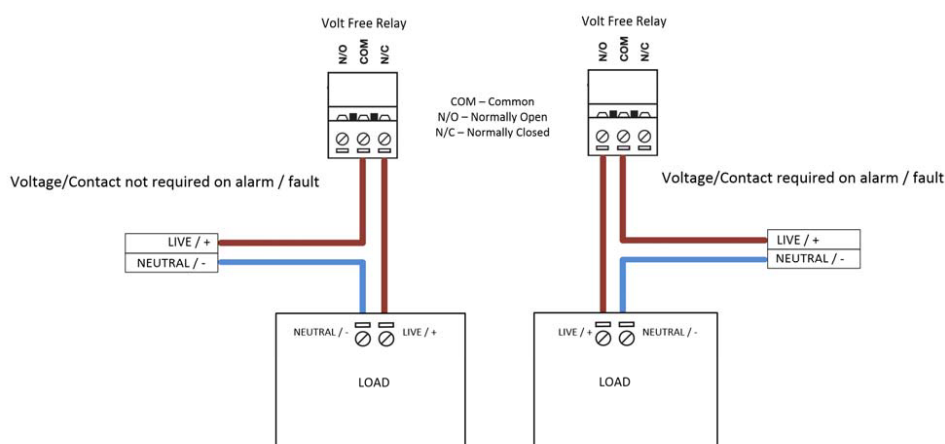 Volt Free Relay
N/O
COM
N/C
Voltage/Contact not required on alarm / fault
LIVE / +
NEUTRAL / -
NEUTRAL / -
LIVE / +
LOAD
COM – Common
N/O – Normally Open
N/C – Normally Closed
Volt Free Relay
N/O
COM
N/C
Voltage/Contact required on alarm / fault
LIVE / +
NEUTRAL / -
LIVE / +
NEUTRAL / -
LOAD